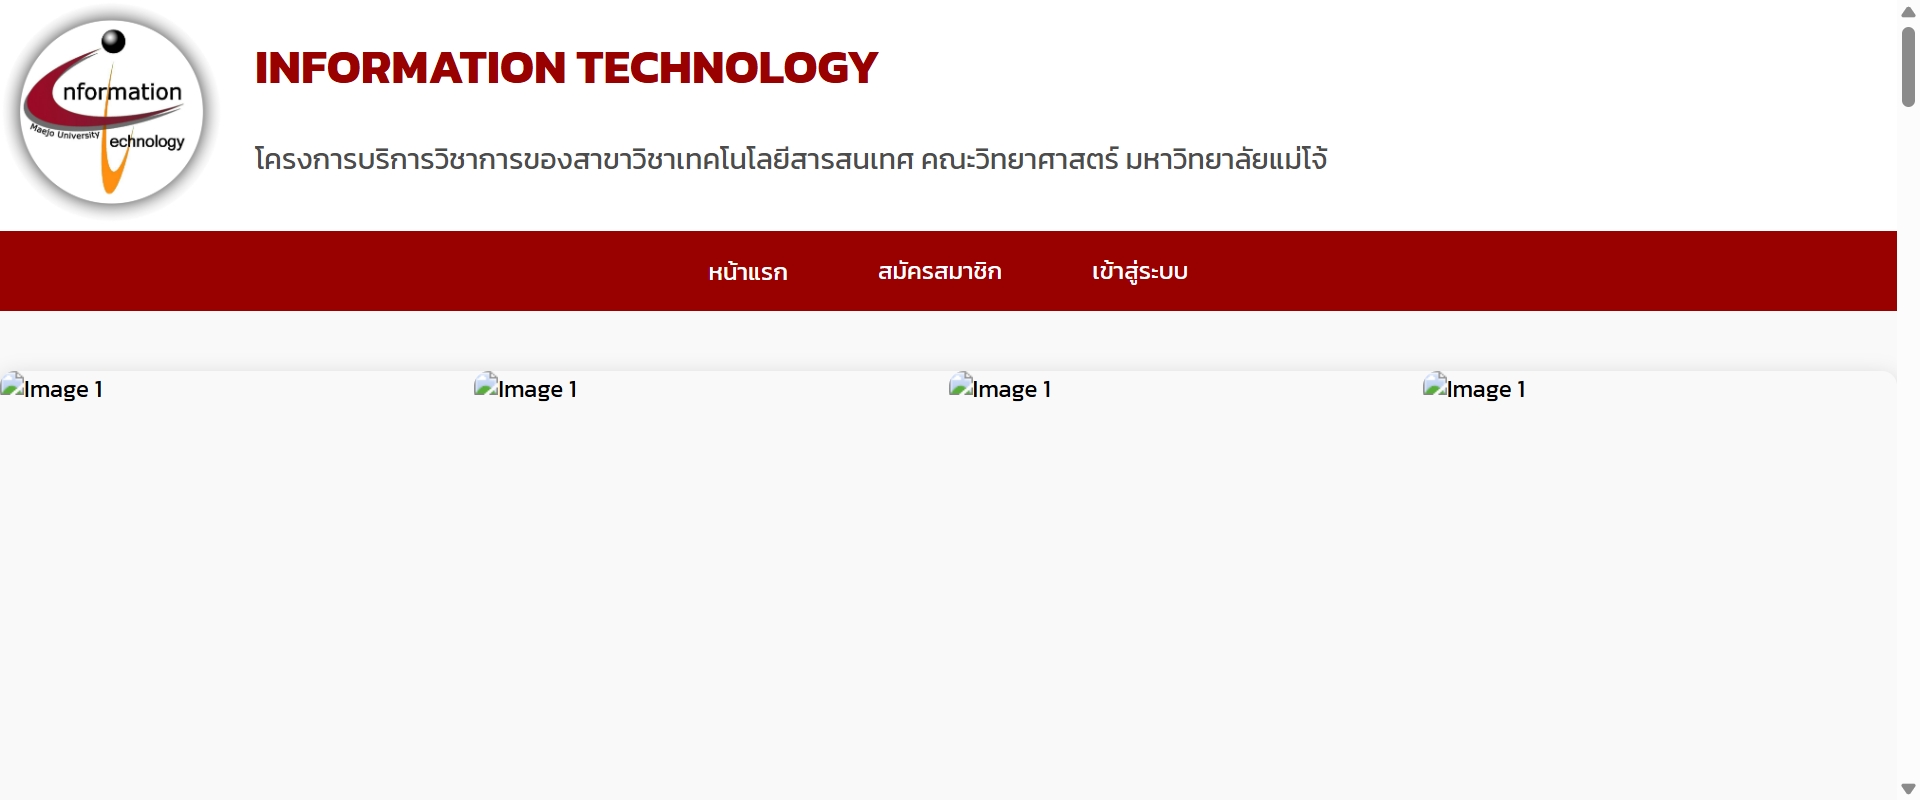 nformation
Maejo University
echnology
INFORMATION TECHNOLOGY
โครงการบริการวิชาการของสาขาวิชาเทคโนโลยีสารสนเทศ คณะวิทยาศาสตร์ มหาวิทยาลัยแม่โจ้
หน้าแรก สมัครสมาชิก เข้าสู่ระบบ
Image 1 Image 1 Image 1 Image 1